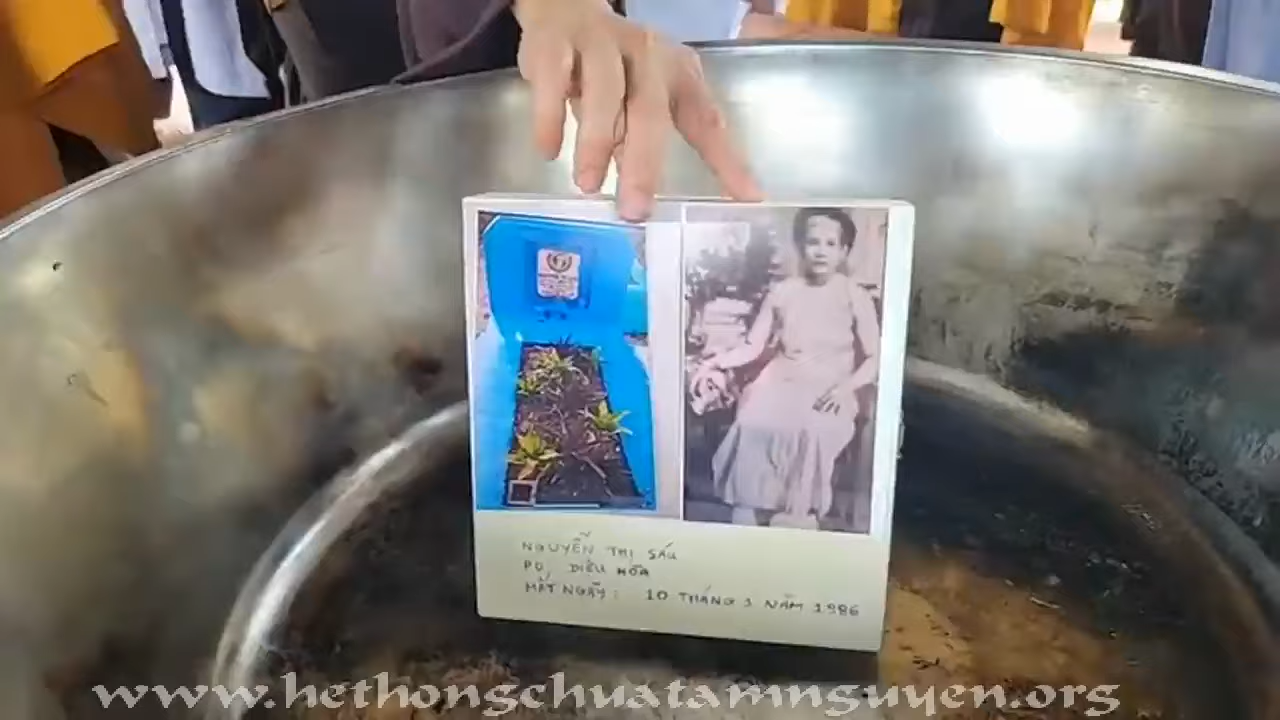 NGUYỄN THỊ SÁU
PD, DIỆU HÒA
MẤT NGÀY: 10 THÁNG 1 NĂM 1986
www.hethongchuatamnguyen.org